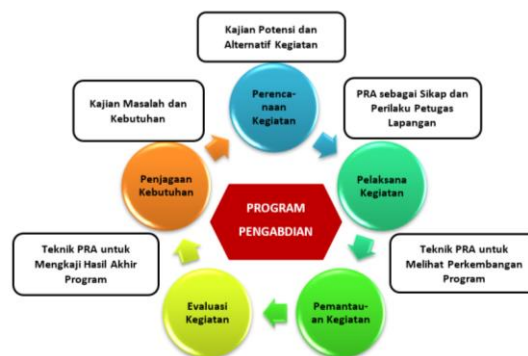 Kajian Potensi dan
Alternatif Kegiatan
Kajian Masalah dan
Kebutuhan
Perenca-
naan
Kegiatan
PRA sebagai Sikap dan
Perilaku Petugas
Lapangan
Penjagaan
Kebutuhan
Pelaksana
Kegiatan
PROGRAM
PENGABDIAN
Teknik PRA untuk
Mengkaji Hasil Akhir
Program
Teknik PRA untuk
Melihat Perkembangan
Program
Evaluasi
Kegiatan
Pemantau-
an Kegiatan